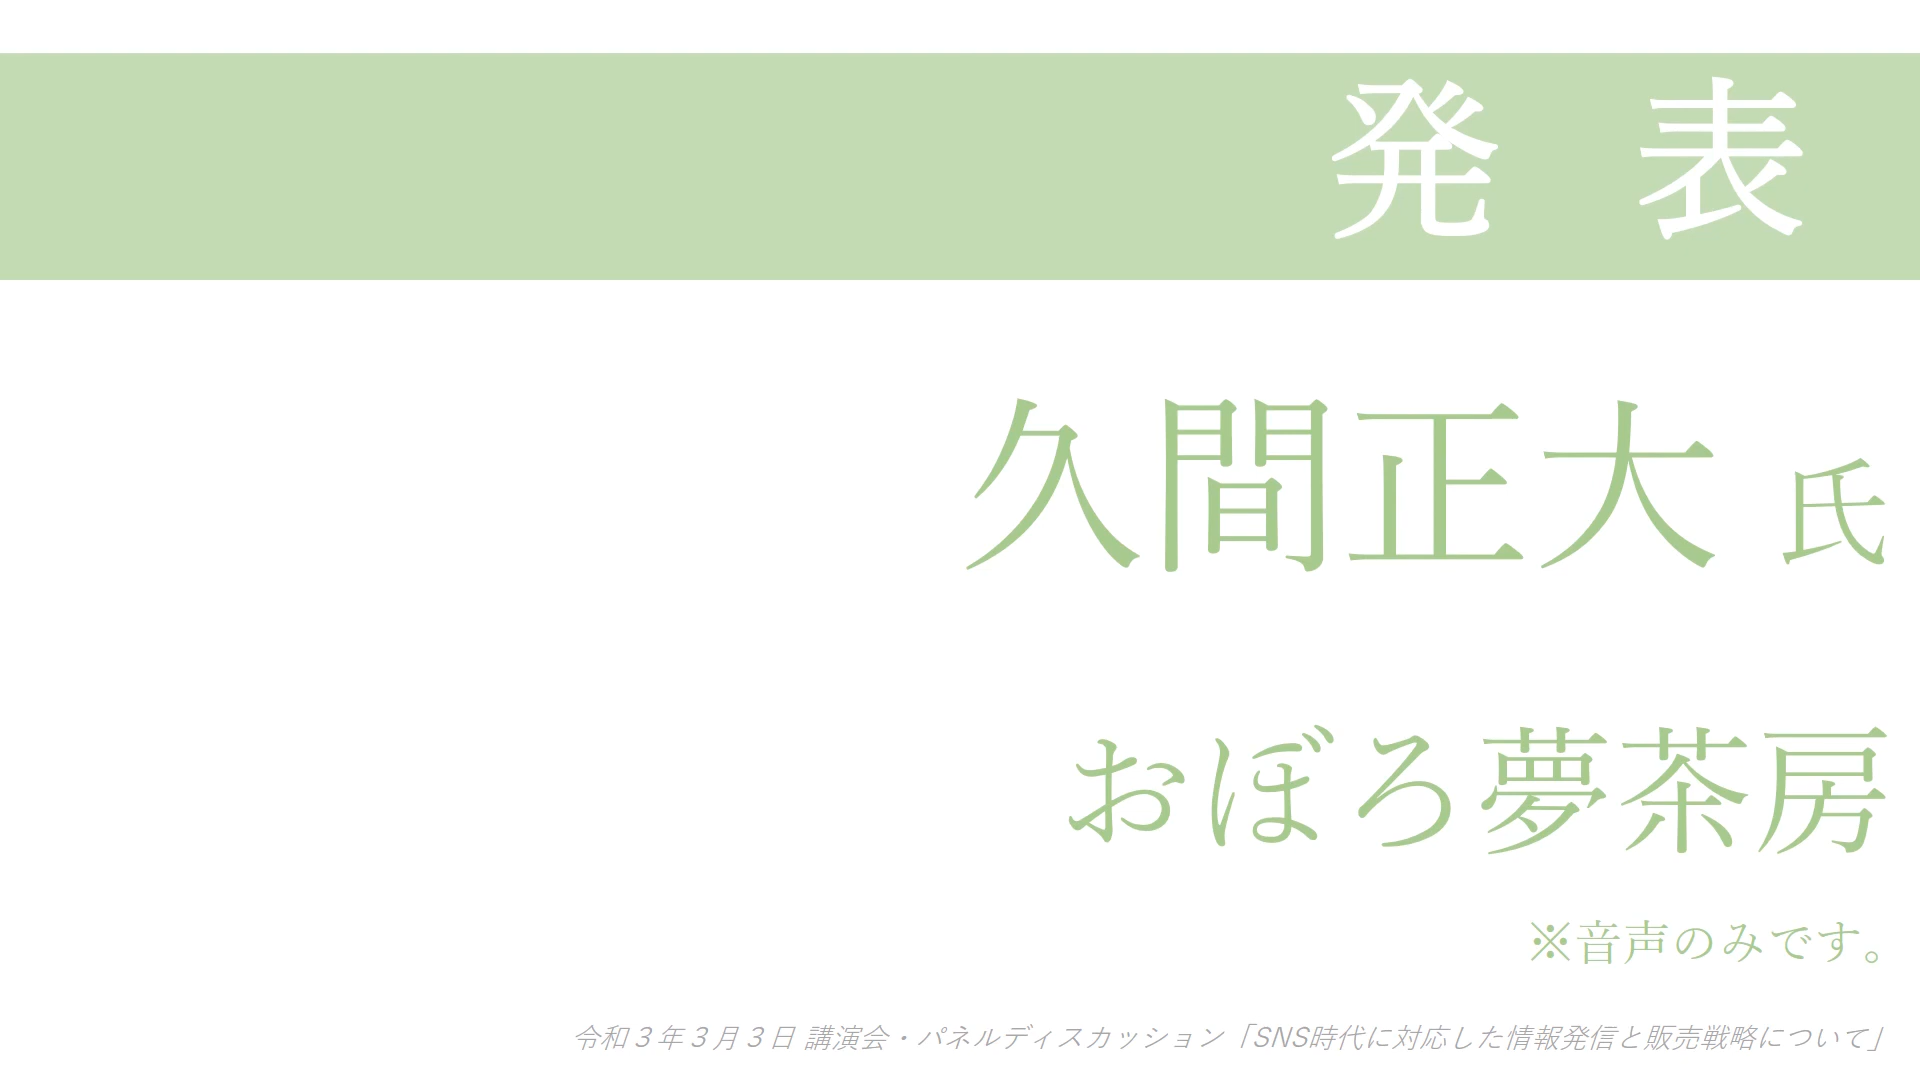 発 表
久間正大 氏
おぼろ夢茶房
※音声のみです。
令和３年３月３日 講演会・パネルディスカッション「SNS時代に対応した情報発信と販売戦略について」